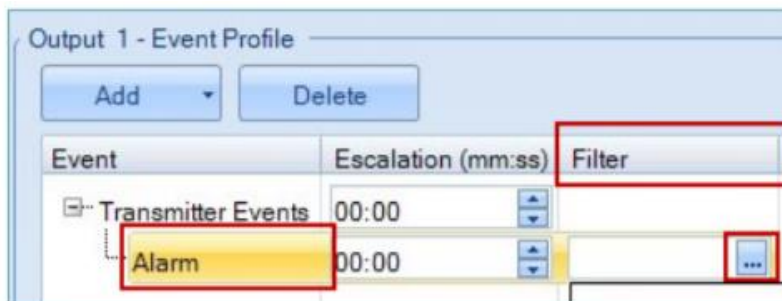 Output 1 - Event Profile
Add Delete
Event Escalation (mm:ss) Filter
Transmitter Events 00:00
Alarm 00:00 ...